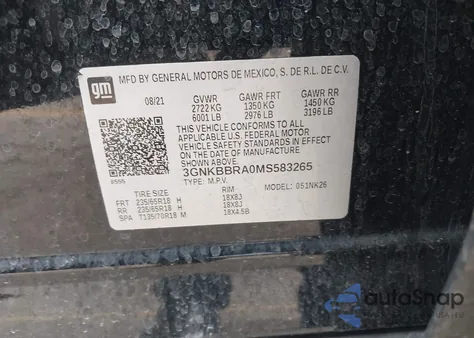 gm
MFD BY GENERAL MOTORS DE MEXICO, S. DE R.L. DE C.V.
08/21 GVWR GAWR FRT GAWR RR
2722 KG 1350 KG 1450 KG
6001 LB 2976 LB 3196 LB
THIS VEHICLE CONFORMS TO ALL
APPLICABLE U.S. FEDERAL MOTOR
VEHICLE SAFETY STANDARDS IN EFFECT
ON THE DATE OF MANUFACTURE SHOWN ABOVE.
3GNKBBRA0MS583265
TYPE: M.P.V. MODEL: 951NK26
TIRE SIZE RIM
FRT 235/65R18 H 18X8J
RR 235/65R18 H 18X8J
SPA T135/70R18 M 18X4.5B
autoSnap